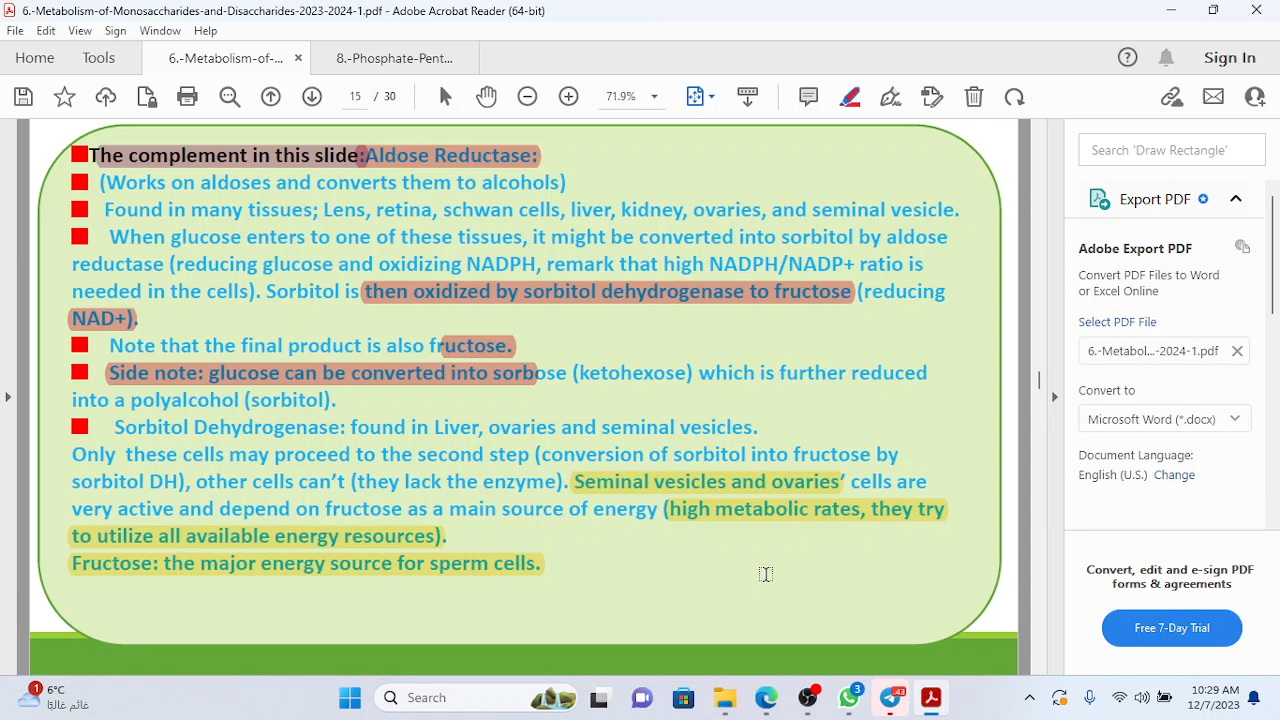 6.-Metabolism-of-Monosaccharides-and-Disaccharides-2023-2024-1.pdf - Adobe Acrobat Reader (64-bit)
File Edit View Sign Window Help
Home Tools 6.-Metabolism-of-... × 8.-Phosphate-Pent... Sign In
15 / 30 71.9%
The complement in this slide:Aldose Reductase:
(Works on aldoses and converts them to alcohols)
Found in many tissues; Lens, retina, schwan cells, liver, kidney, ovaries, and seminal vesicle.
When glucose enters to one of these tissues, it might be converted into sorbitol by aldose
reductase (reducing glucose and oxidizing NADPH, remark that high NADPH/NADP+ ratio is
needed in the cells). Sorbitol is then oxidized by sorbitol dehydrogenase to fructose (reducing
NAD+).
Note that the final product is also fructose.
Side note: glucose can be converted into sorbose (ketohexose) which is further reduced
into a polyalcohol (sorbitol).
Sorbitol Dehydrogenase: found in Liver, ovaries and seminal vesicles.
Only these cells may proceed to the second step (conversion of sorbitol into fructose by
sorbitol DH), other cells can’t (they lack the enzyme). Seminal vesicles and ovaries’ cells are
very active and depend on fructose as a main source of energy (high metabolic rates, they try
to utilize all available energy resources).
Fructose: the major energy source for sperm cells.
Search 'Draw Rectangle'
Export PDF
Adobe Export PDF
Convert PDF Files to Word
or Excel Online
Select PDF File
6.-Metabol...-2024-1.pdf
Convert to
Microsoft Word (*.docx)
Document Language:
English (U.S.) Change
Convert, edit and e-sign PDF
forms & agreements
Free 7-Day Trial
1
6°C
غائم غالبًا
Search
3
43
10:29 AM
12/7/2023